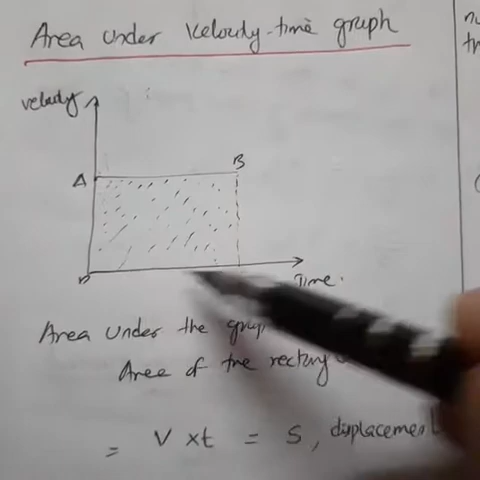 Area under Velocity-time graph
velocity
A
B
Time.
Area under the
Area of the
= V x t = S, displacement